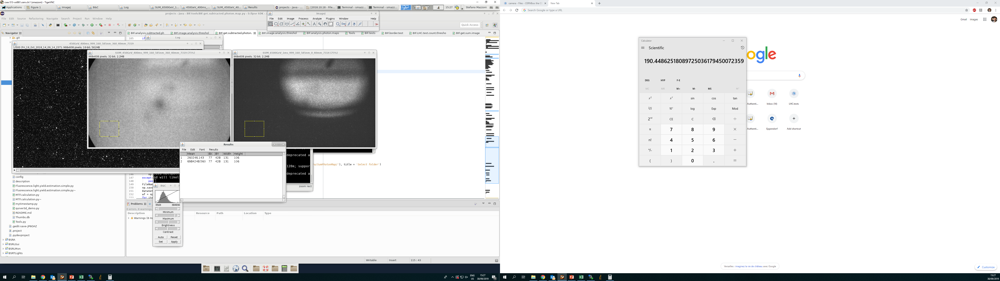 cwe-513-vol861.cern.ch:1 (smazzoni) - TigerVNC
Applications ImageJ B&C Log SUM_6500GeV_1... 450GeV_400ms_... SUM_450GeV_40... Results projects - Java - ... [2018.10.18 - File... Terminal - smazz... Terminal - smazz... 15:27 Stefano Mazzoni
projects - Java - BIF/tools/BIF.get.subtracted.photon.map.py - Eclipse SDK
File Edit Source Refactoring Navigate Search Project Run Window Help
ImageJ
File Edit Image Process Analyze Plugins Window Help
Dev
Quick Access
Navigator
BIF.analysis.subtracted.ph BIF.image.analysis.threshol BIF.get.subtracted.photon. BIF.image.analysis.threshol BIF.analysis.photon.maps Tools BIF.tests BIF.border.test BIF.LHC.test.count.thresho BIF.get.sum.image
.git
105 if
Log
450GeV_400ms_999_160_585nm_360_40mm_7319
1/500 (Fri_19_Oct_2018_14_09_14_237); 968x608 pixels; 16-bit; 561MB
SUM_450GeV_400ms_999_160_585nm_360_40mm_7319 (75%)
968x608 pixels; 32-bit; 2.2MB
SUM_6500GeV_1ms_999_160_585nm_0_40mm_7314 (75%)
968x608 pixels; 32-bit; 2.2MB
Results
File Edit Font Results
Mean BX BY Width Height
1 260246.143 77 428 131 106
2 698424B.560 77 428 131 106
deprecated a
128m; suppor
deprecated a
ra/SumPhotonMap/'), title = 'Select folder')
nd will likel
zoom rect
146 np.
147 except:
148 pas
149 FileNam
150 np.save
151 DataSet
152 wf = op
153 for ite
config
description
Fluorescence.light.yield.estimation.simple.py
Fluorescence.light.yield.estimation.simple.py~
MTF.calculation.py
MTF.calculation.py~
mytimestamp.py
quiver3d_demo.py
README.md
Thumbs.db
Tools.py
.gedit-save-JP6OAZ
.project
.pydevproject
BSRA
BSRLGui
BSRLMon
BSRTLights
B&C
9568 304036
Minimum
Maximum
Brightness
Contrast
Auto Reset
Set Apply
Problems
0 errors, 8 warnings,
Description Resource Path Location Type
Warnings (8 ite
Writable Insert 115 : 43
ENG
US
15:27
30/09/2019
camera - Files - CERNBox: the C New Tab
Search Google or type a URL
ABP
Gmail Images
ogle
Calculator
Scientific
190.44862518089725036179450072359
DEG HYP F-E
MC MR M+ M- MS M
x² xʸ sin cos tan
10ˣ log Exp Mod
2nd CE C ÷
π 7 8 9 ×
n! 4 5 6 −
+/- 1 2 3 +
( ) 0 . =
Authenti... Inbox (14) LHC.tests
Authenti... Eppendorf Add shortcut
Versailles : imaginez la vie de château avec Google
Customize
15:27
30/09/2019